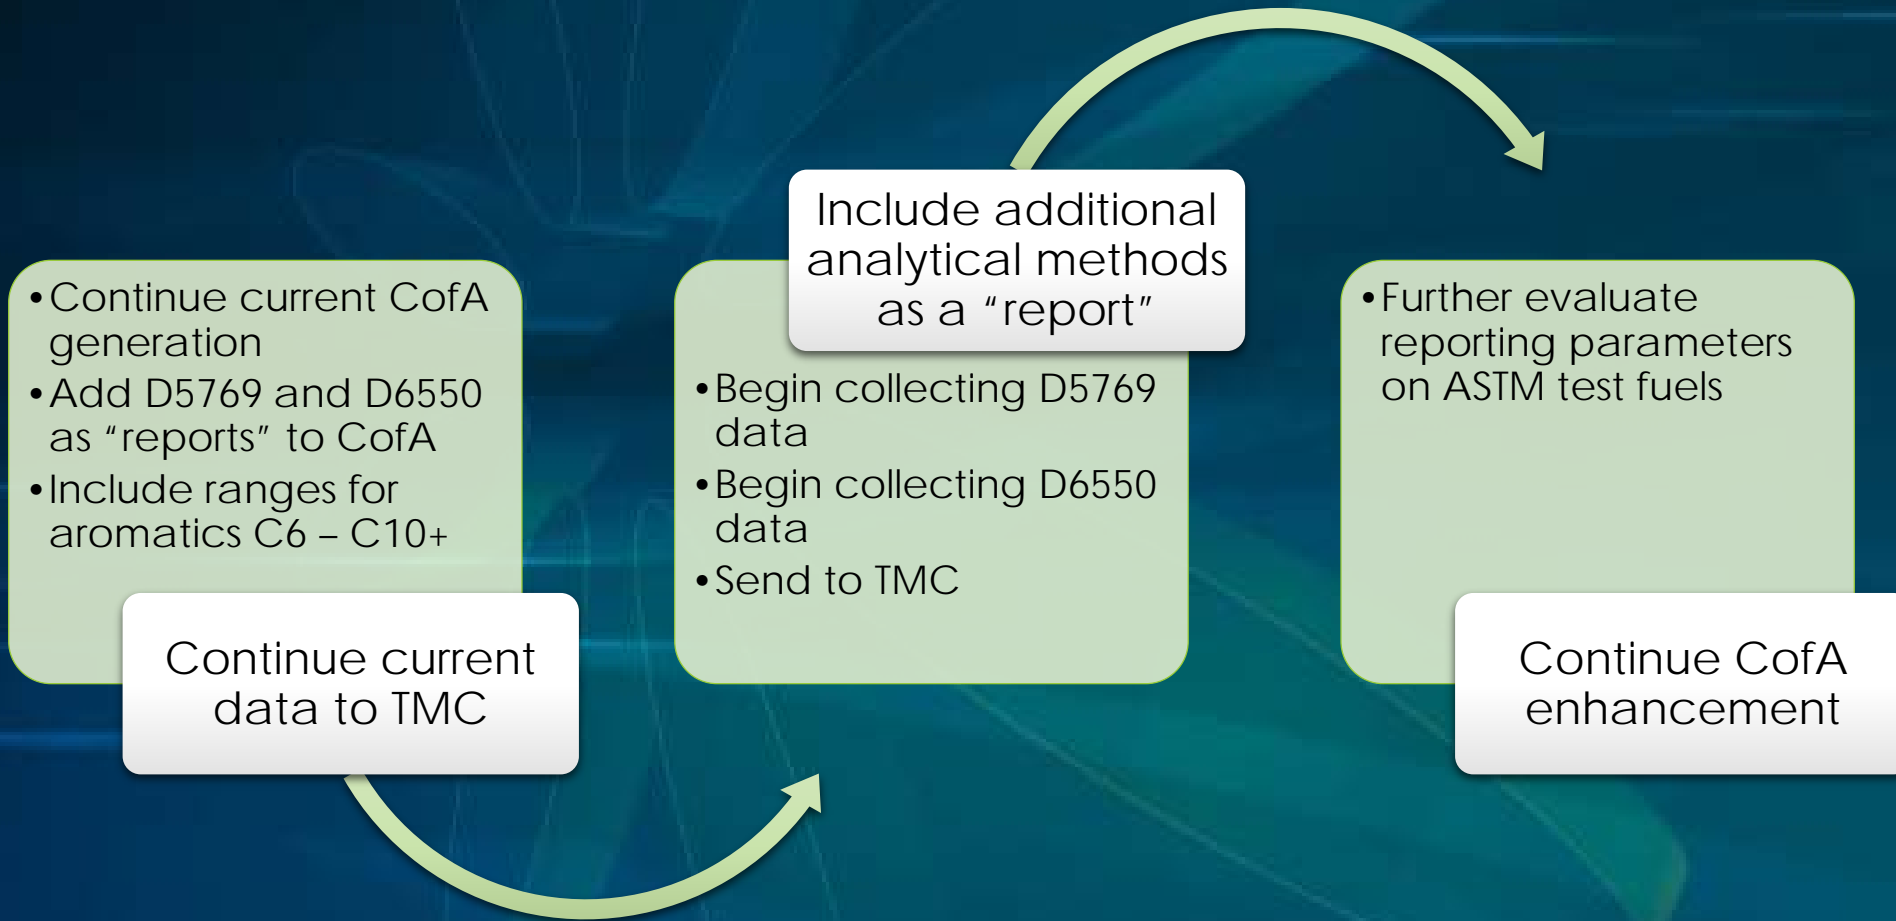 •Continue current CofA
generation
•Add D5769 and D6550
as “reports” to CofA
•Include ranges for
aromatics C6 – C10+
Continue current
data to TMC
Include additional
analytical methods
as a “report”
•Begin collecting D5769
data
•Begin collecting D6550
data
•Send to TMC
•Further evaluate
reporting parameters
on ASTM test fuels
Continue CofA
enhancement